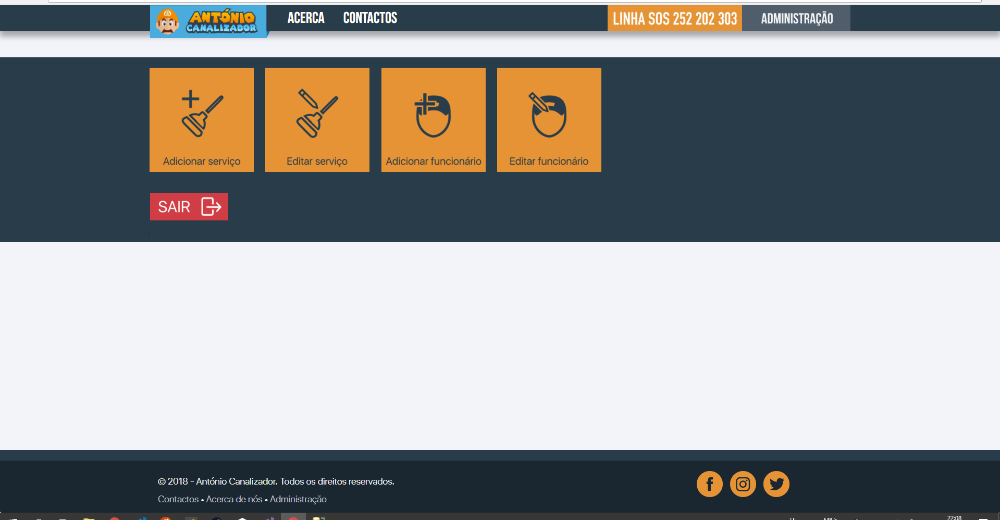 ANTÓNIO
CANALIZADOR
ACERCA
CONTACTOS
LINHA SOS 252 202 303
ADMINISTRAÇÃO
Adicionar serviço
Editar serviço
Adicionar funcionário
Editar funcionário
SAIR
© 2018 - António Canalizador. Todos os direitos reservados.
Contactos • Acerca de nós • Administração
22:08